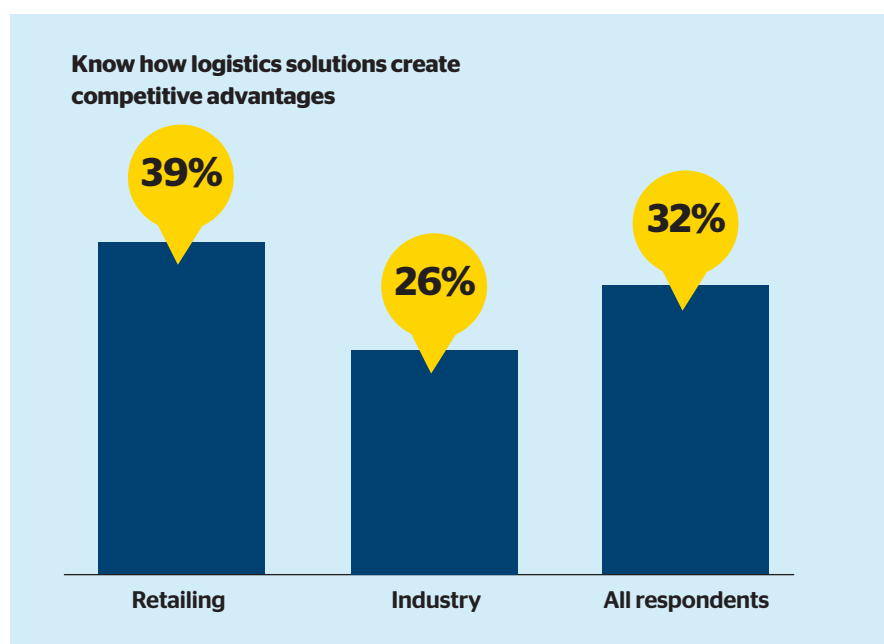 Know how logistics solutions create
competitive advantages
39%
26%
32%
Retailing
Industry
All respondents